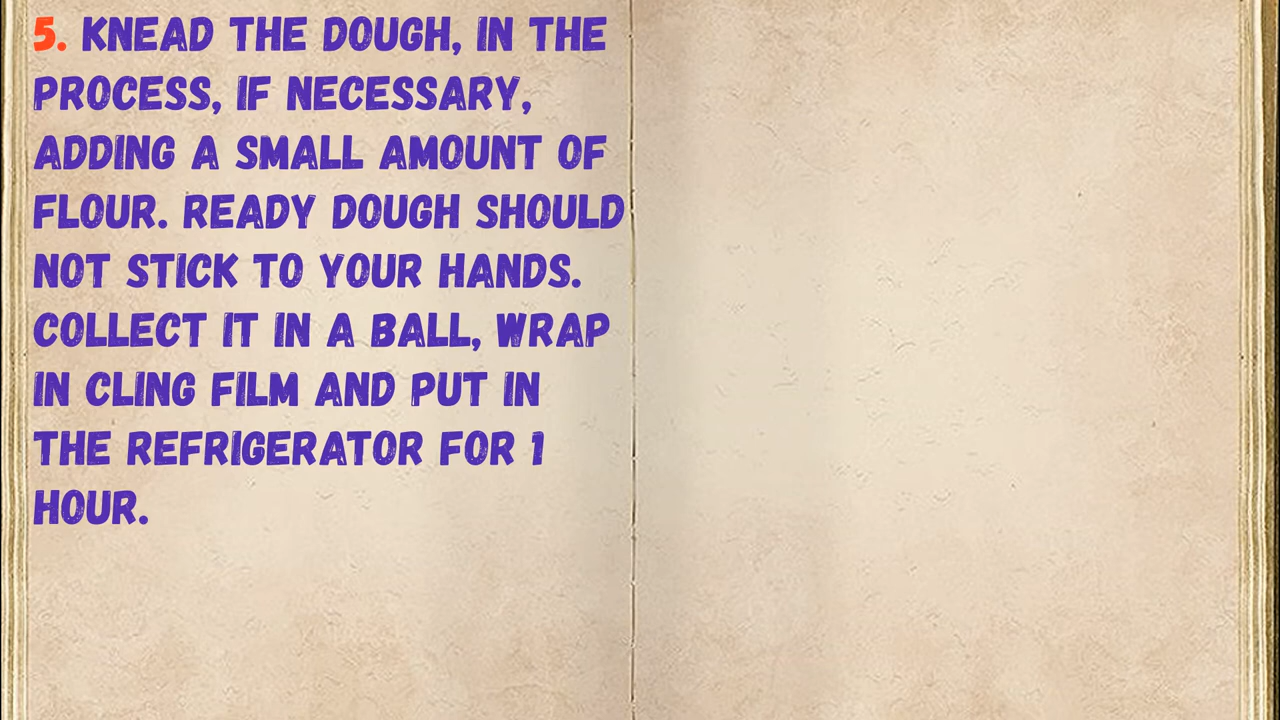 5. KNEAD THE DOUGH, IN THE
PROCESS, IF NECESSARY,
ADDING A SMALL AMOUNT OF
FLOUR. READY DOUGH SHOULD
NOT STICK TO YOUR HANDS.
COLLECT IT IN A BALL, WRAP
IN CLING FILM AND PUT IN
THE REFRIGERATOR FOR 1
HOUR.